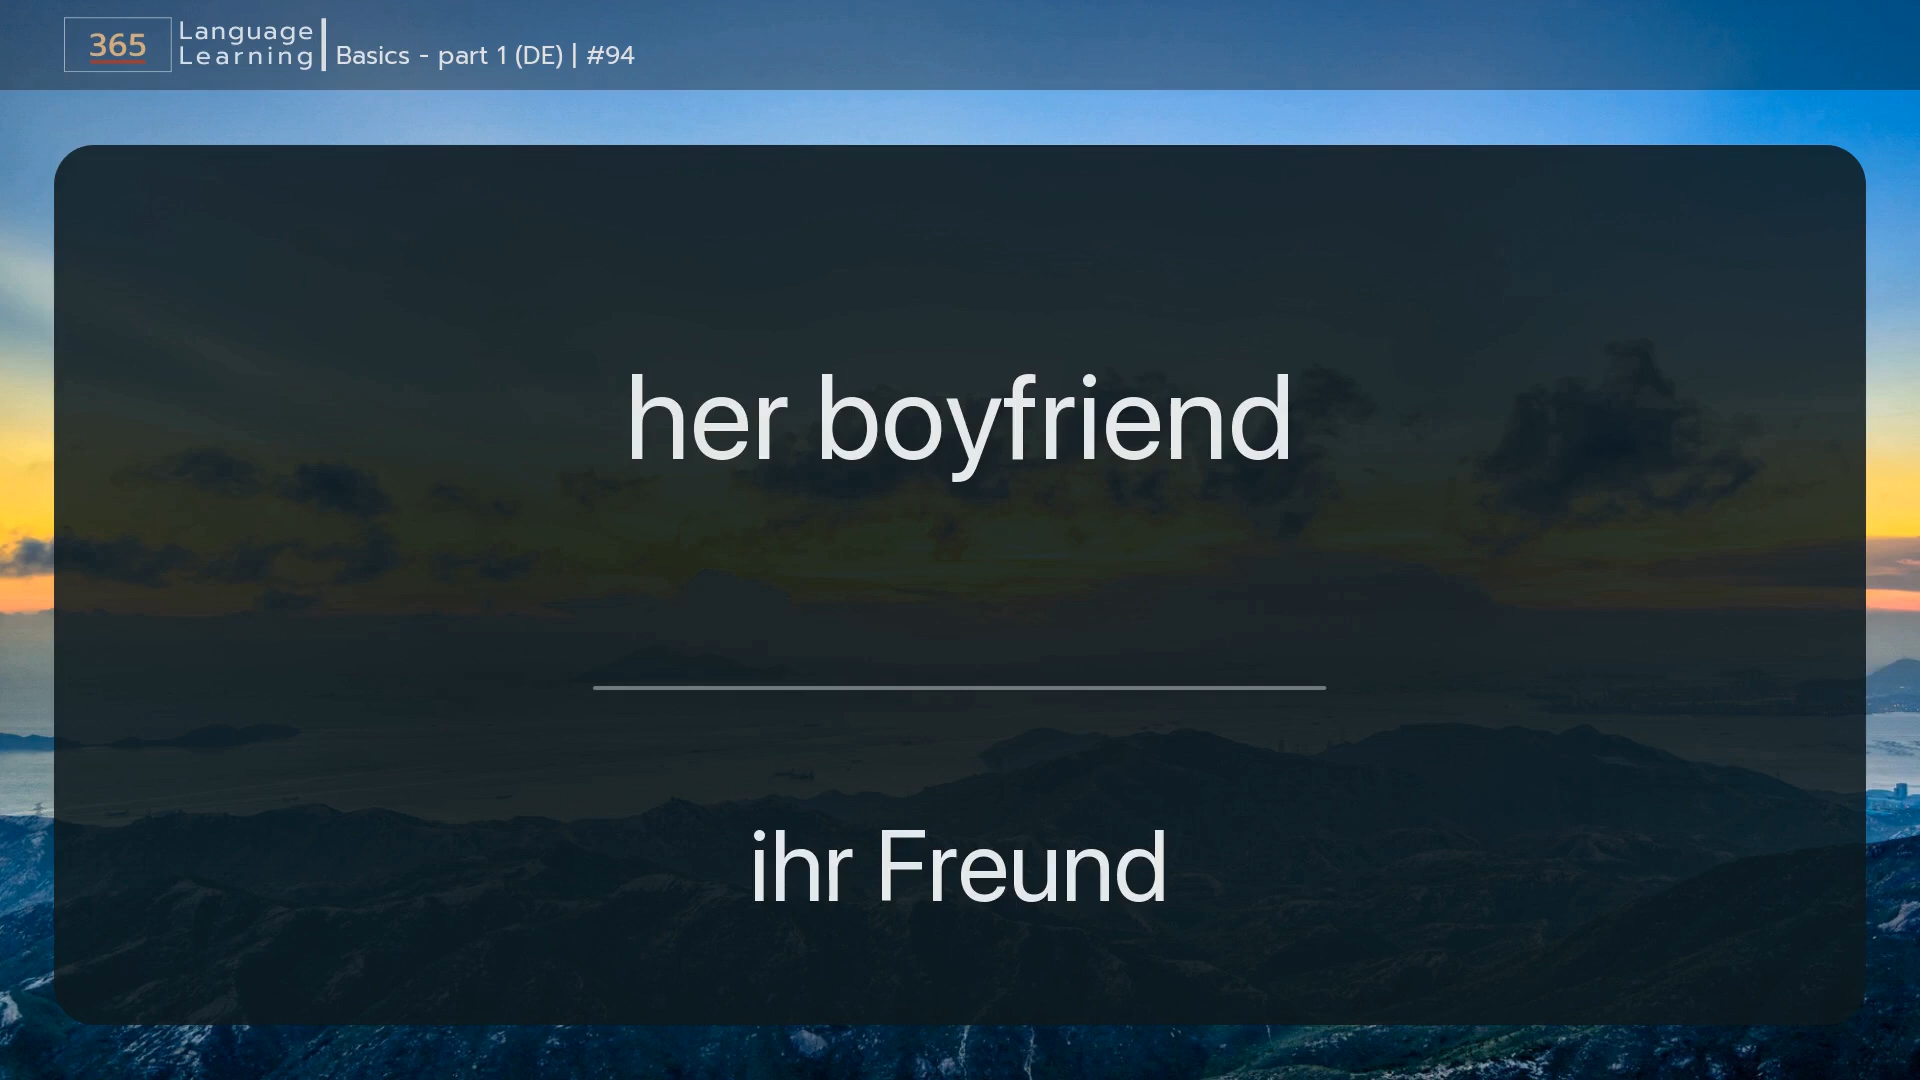 365
Language
Learning
Basics - part 1 (DE) | #94
her boyfriend
ihr Freund